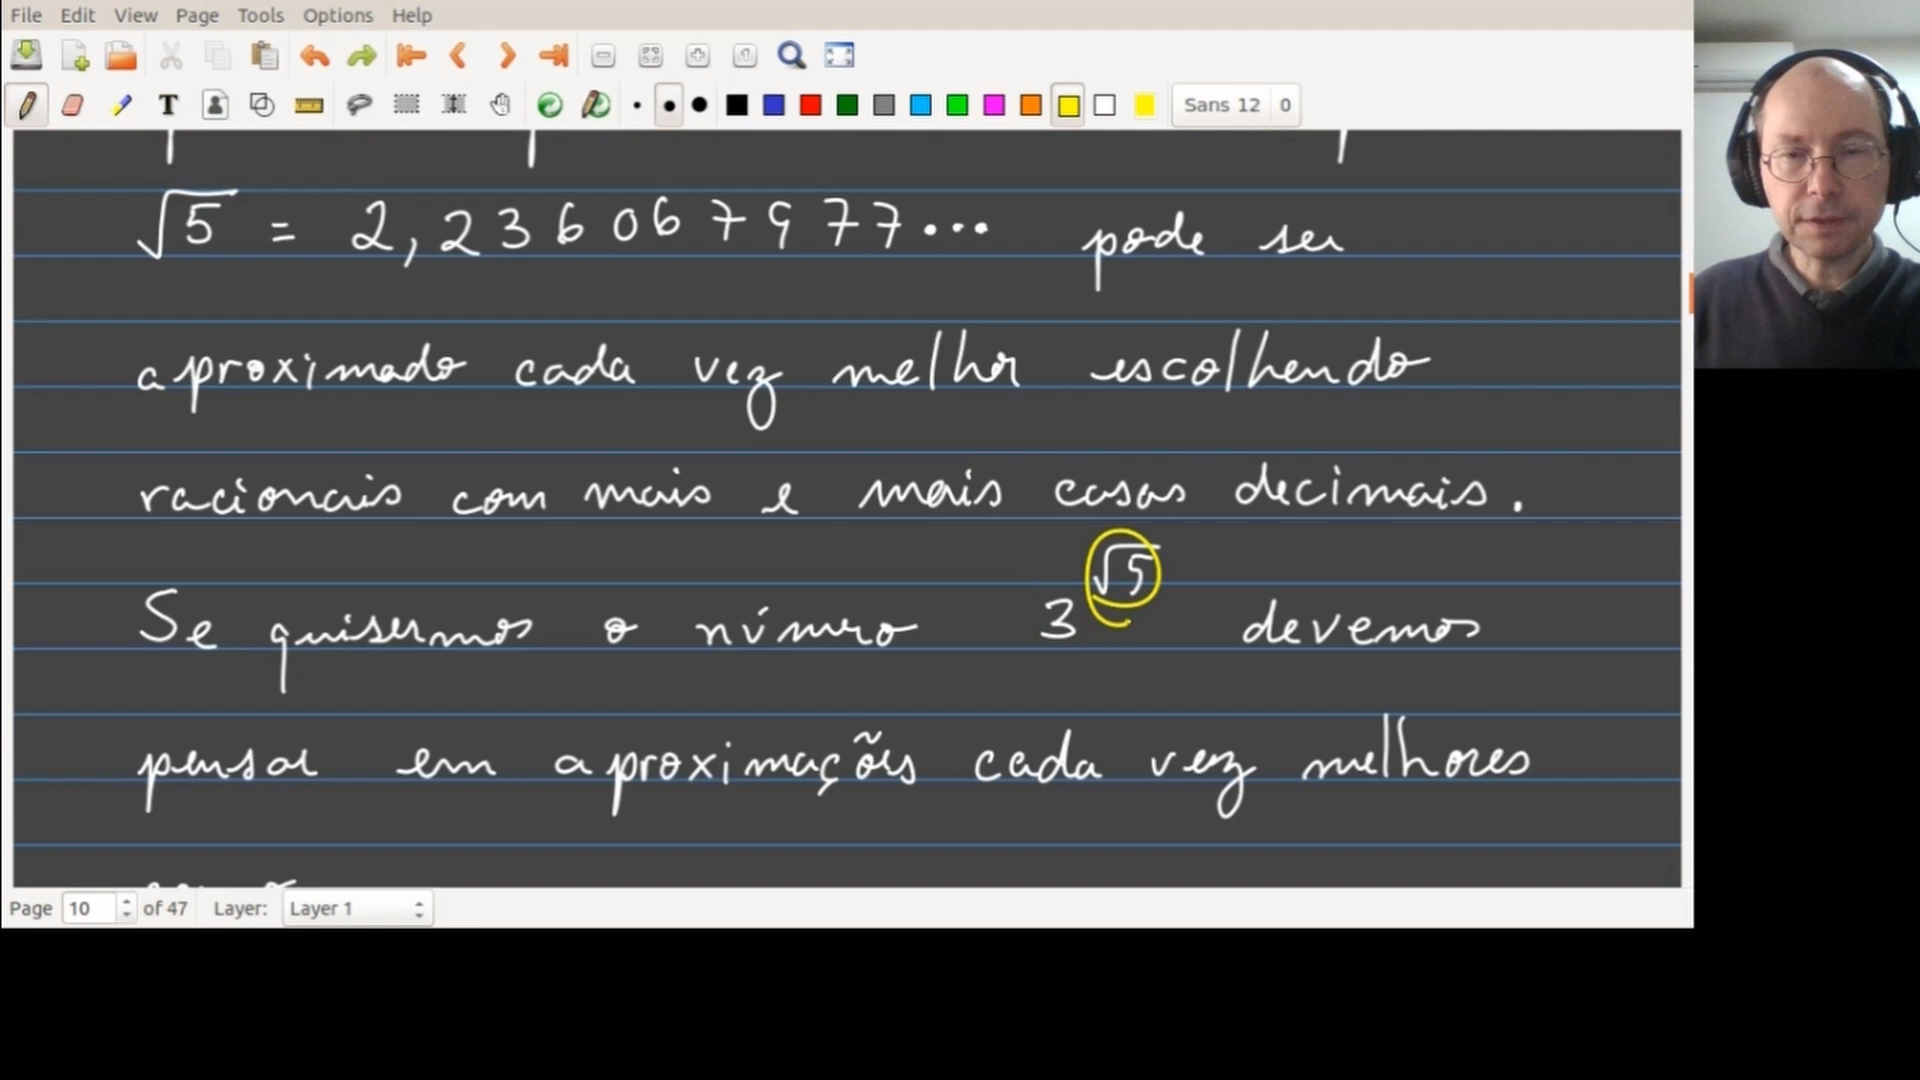 File Edit View Page Tools Options Help
T Sans 12 0
√5 = 2,236067977... pode ser
aproximado cada vez melhor escolhendo
racionais com mais e mais casas decimais.
Se quisermos o número 3^√5 devemos
pensar em aproximações cada vez melhores
Page 10 of 47 Layer: Layer 1